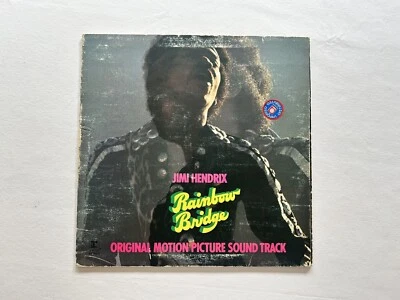 JIMI HENDRIX
Rainbow
Bridge
ORIGINAL MOTION PICTURE SOUND TRACK